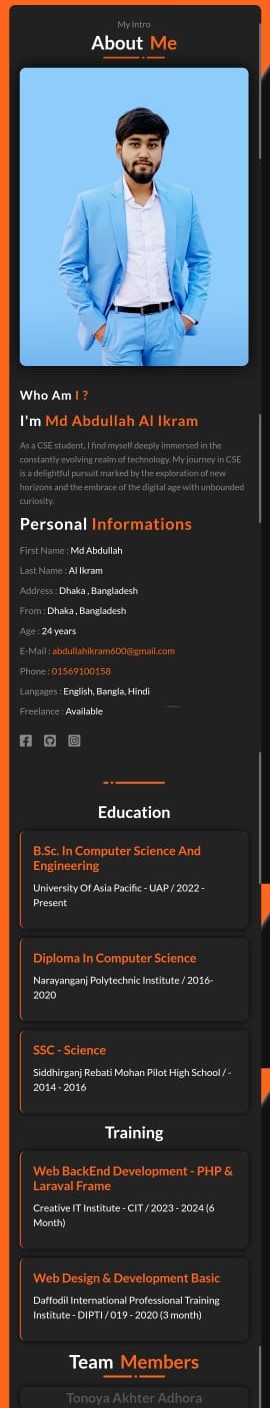 My Intro
About Me
Who Am I ?
I'm Md Abdullah Al Ikram
As a CSE student, I find myself deeply immersed in the
constantly evolving realm of technology. My journey in CSE
is a delightful pursuit marked by the exploration of new
horizons and the embrace of the digital age with unbounded
curiosity.
Personal Informations
First Name : Md Abdullah
Last Name : Al Ikram
Address : Dhaka , Bangladesh
From : Dhaka , Bangladesh
Age : 24 years
E-Mail : abdullahikram600@gmail.com
Phone : 01569100158
Langages : English, Bangla, Hindi
Freelance : Available
Education
B.Sc. In Computer Science And
Engineering
University Of Asia Pacific - UAP / 2022 -
Present
Diploma In Computer Science
Narayanganj Polytechnic Institute / 2016-
2020
SSC - Science
Siddhirganj Rebati Mohan Pilot High School / -
2014 - 2016
Training
Web BackEnd Development - PHP &
Laraval Frame
Creative IT Institute - CIT / 2023 - 2024 (6
Month)
Web Design & Development Basic
Daffodil International Professional Training
Institute - DIPTI / 019 - 2020 (3 month)
Team Members
Tonoya Akhter Adhora